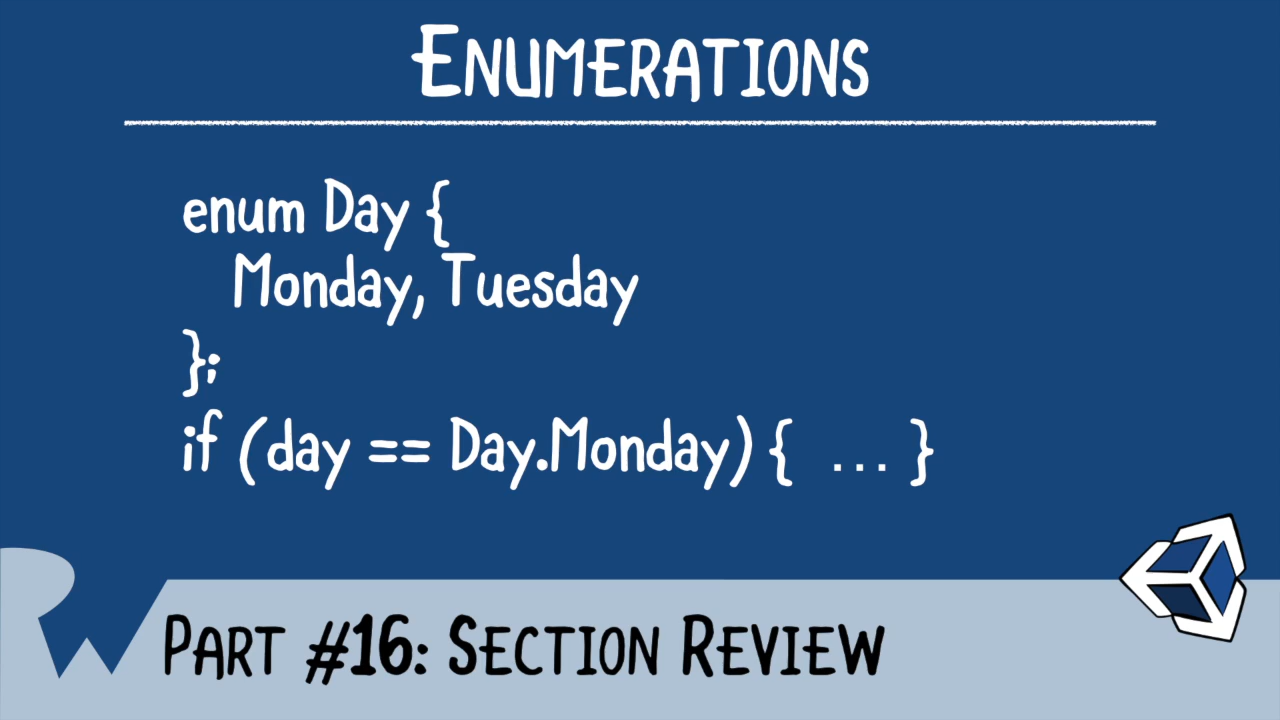 Enumerations
enum Day {
Monday, Tuesday
};
if (day == Day.Monday) { ... }
Part #16: Section Review